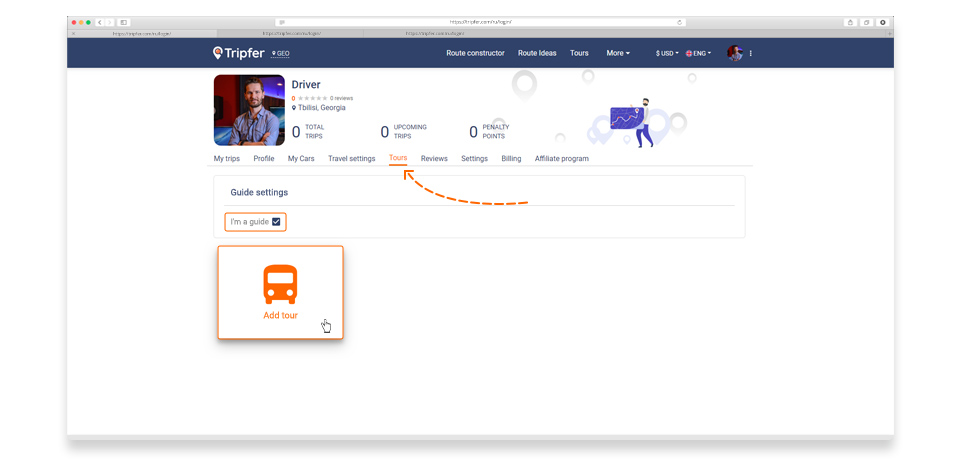 https://tripfer.com/ru/login/
https://tripfer.com/ru/login/ https://tripfer.com/ru/login/ https://tripfer.com/ru/login/
Tripfer GEO Route constructor Route Ideas Tours More $ USD ENG
Driver
0 0 reviews
Tbilisi, Georgia
0 TOTAL TRIPS 0 UPCOMING TRIPS 0 PENALTY POINTS
My trips Profile My Cars Travel settings Tours Reviews Settings Billing Affiliate program
Guide settings
I'm a guide
Add tour